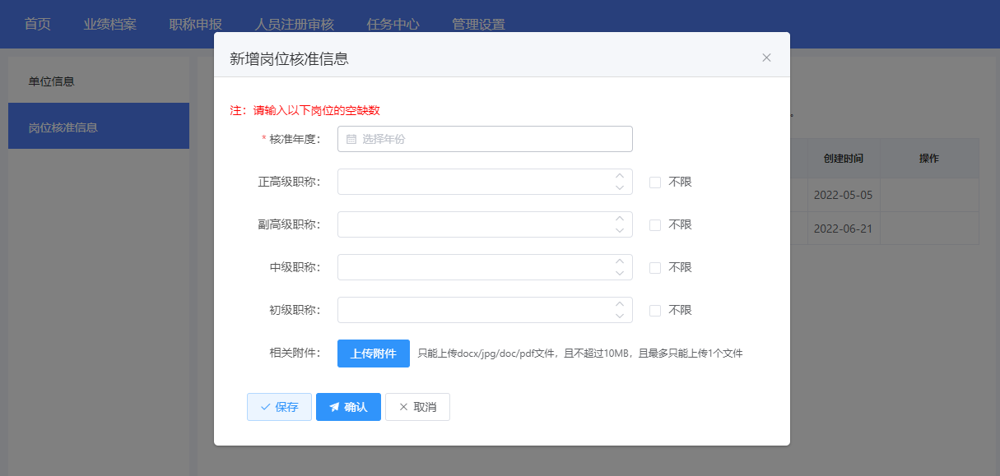 首页 业绩档案 职称申报 人员注册审核 任务中心 管理设置
单位信息
岗位核准信息
新增岗位核准信息
注：请输入以下岗位的空缺数
* 核准年度： 选择年份
正高级职称： 不限
副高级职称： 不限
中级职称： 不限
初级职称： 不限
相关附件： 上传附件 只能上传docx/jpg/doc/pdf文件，且不超过10MB，且最多只能上传1个文件
保存 确认 取消
。
创建时间 操作
2022-05-05
2022-06-21